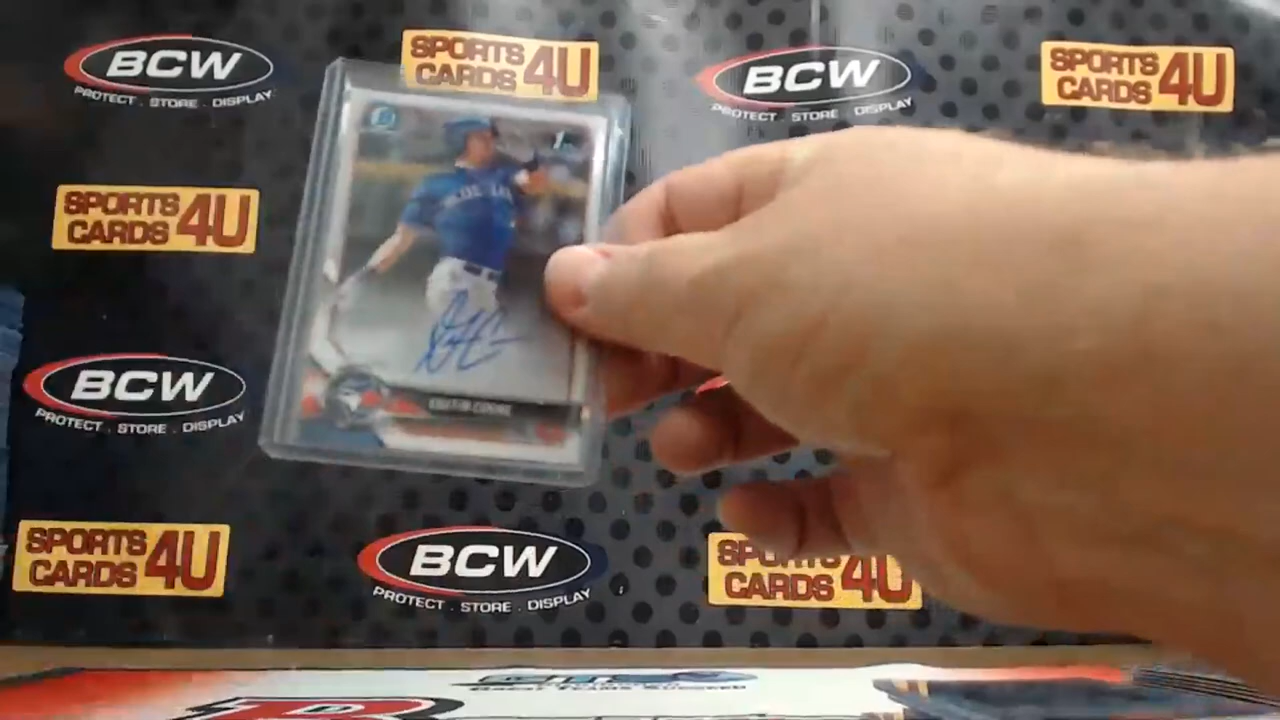 BCW
PROTECT . STORE . DISPLAY
SPORTS
CARDS 4U
BCW
PROTECT . STORE . DISPLAY
SPORTS
CARDS 4U
SPORTS
CARDS 4U
BCW
PROTECT . STORE . DISPLAY
SPORTS
CARDS 4U
BCW
PROTECT . STORE . DISPLAY
SPORTS
CARDS 4U